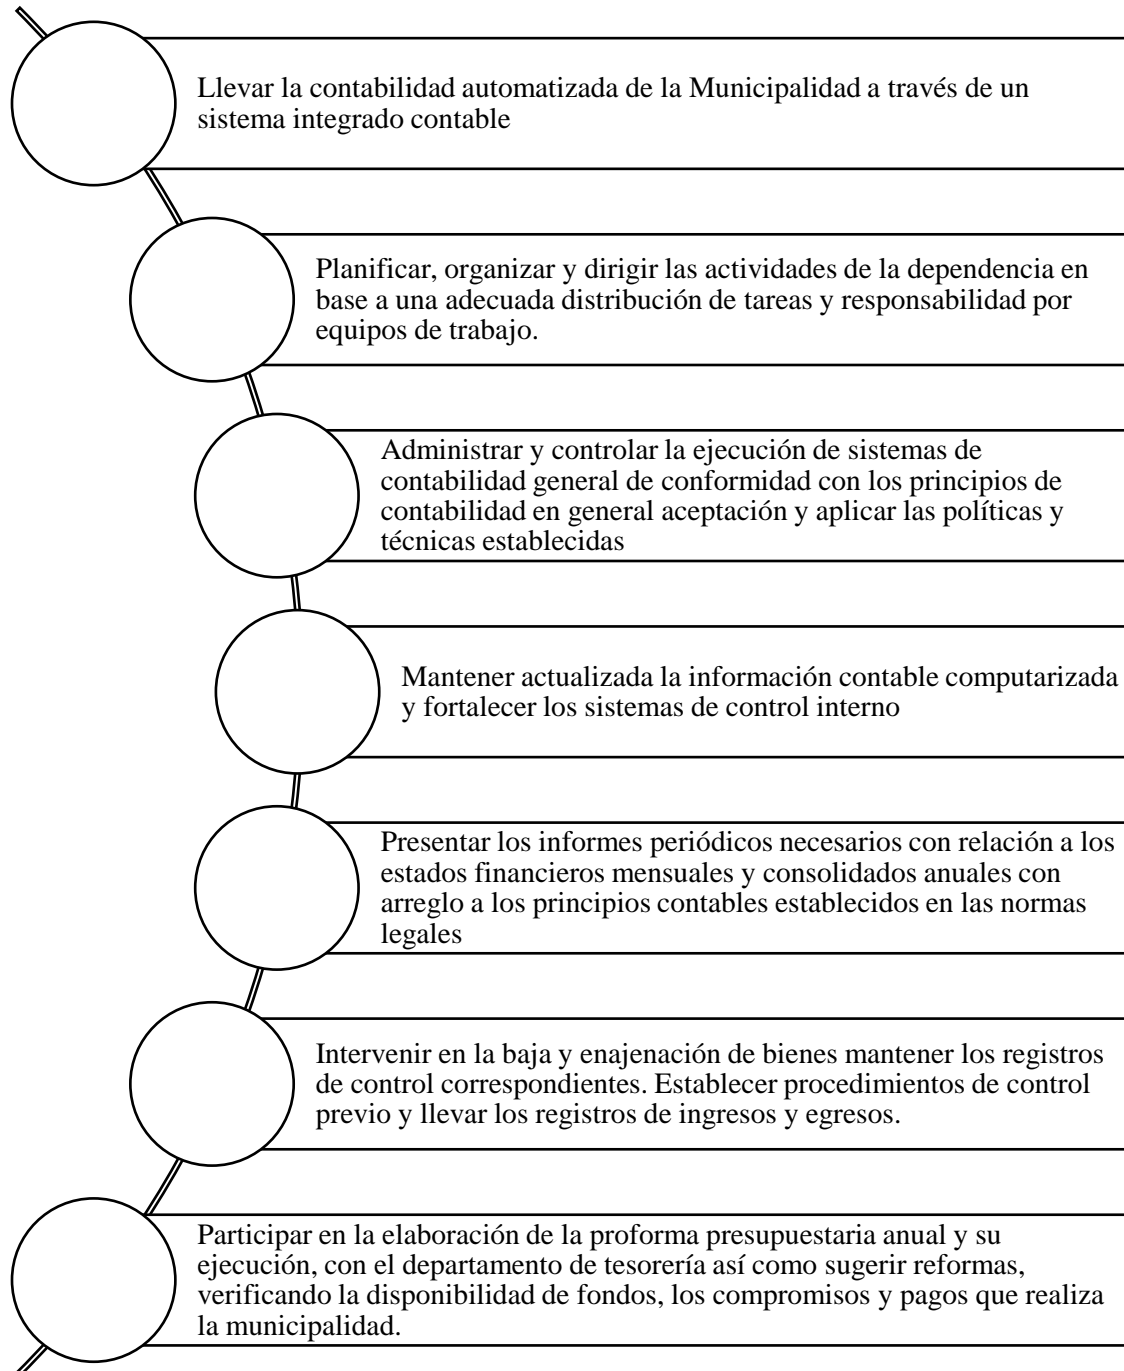 Llevar la contabilidad automatizada de la Municipalidad a través de un
sistema integrado contable
Planificar, organizar y dirigir las actividades de la dependencia en
base a una adecuada distribución de tareas y responsabilidad por
equipos de trabajo.
Administrar y controlar la ejecución de sistemas de
contabilidad general de conformidad con los principios de
contabilidad en general aceptación y aplicar las políticas y
técnicas establecidas
Mantener actualizada la información contable computarizada
y fortalecer los sistemas de control interno
Presentar los informes periódicos necesarios con relación a los
estados financieros mensuales y consolidados anuales con
arreglo a los principios contables establecidos en las normas
legales
Intervenir en la baja y enajenación de bienes mantener los registros
de control correspondientes. Establecer procedimientos de control
previo y llevar los registros de ingresos y egresos.
Participar en la elaboración de la proforma presupuestaria anual y su
ejecución, con el departamento de tesorería así como sugerir reformas,
verificando la disponibilidad de fondos, los compromisos y pagos que realiza
la municipalidad.